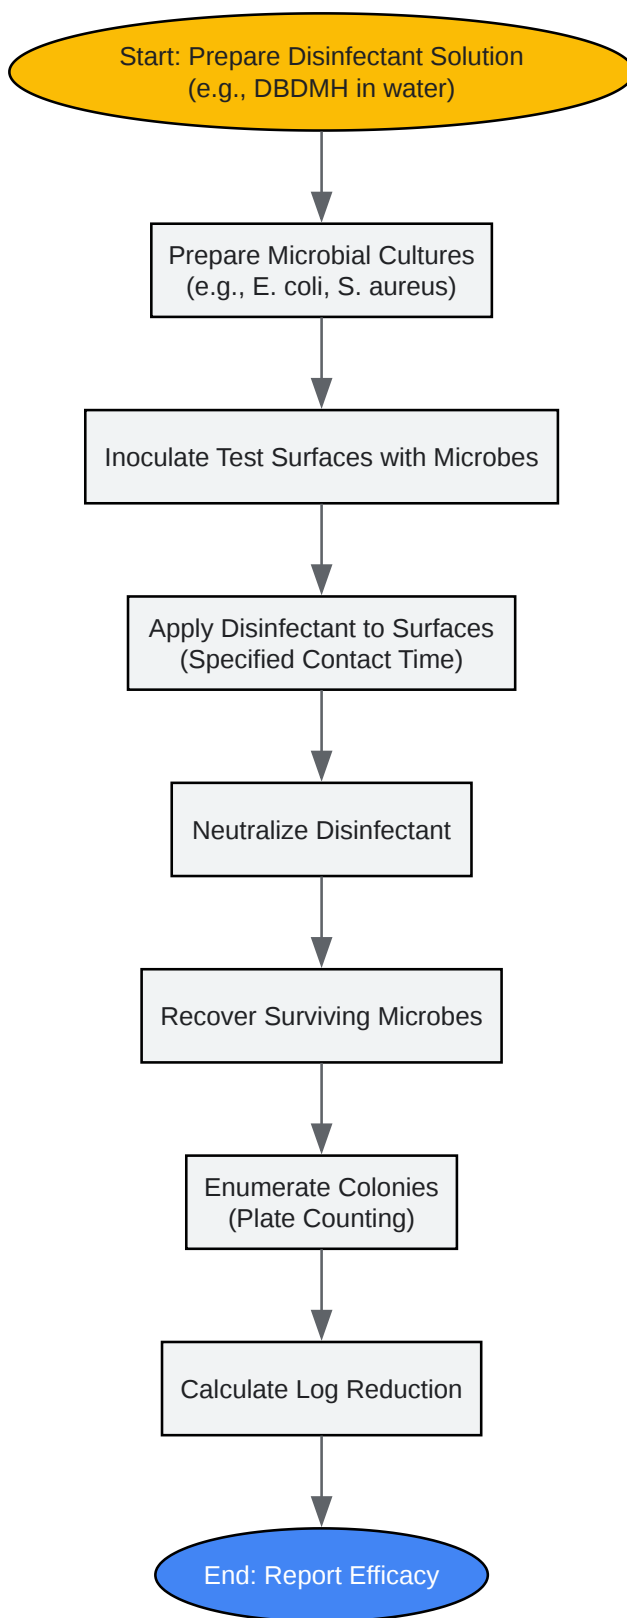 Start: Prepare Disinfectant Solution
(e.g., DBDMH in water)
Prepare Microbial Cultures
(e.g., E. coli, S. aureus)
Inoculate Test Surfaces with Microbes
Apply Disinfectant to Surfaces
(Specified Contact Time)
Neutralize Disinfectant
Recover Surviving Microbes
Enumerate Colonies
(Plate Counting)
Calculate Log Reduction
End: Report Efficacy